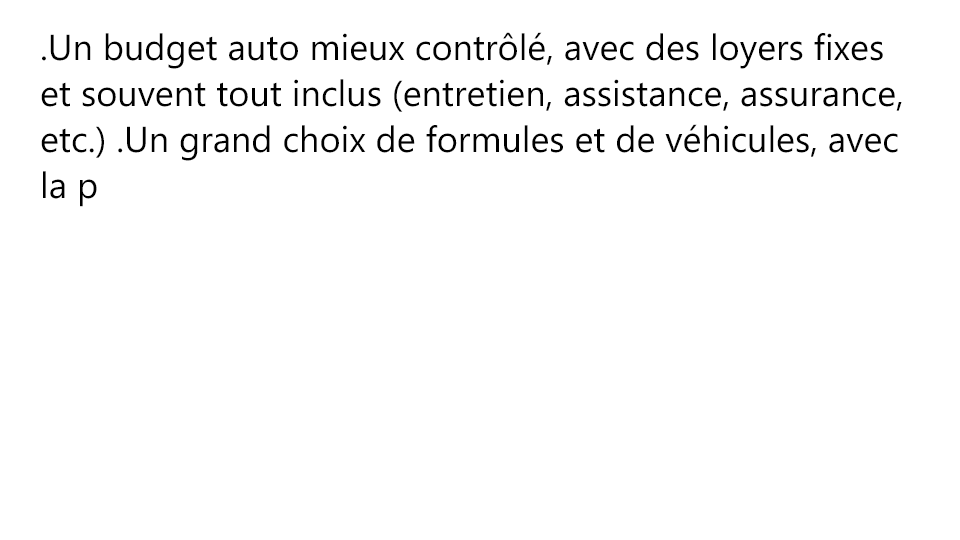 .Un budget auto mieux contrôlé, avec des loyers fixes
et souvent tout inclus (entretien, assistance, assurance,
etc.) .Un grand choix de formules et de véhicules, avec
la p